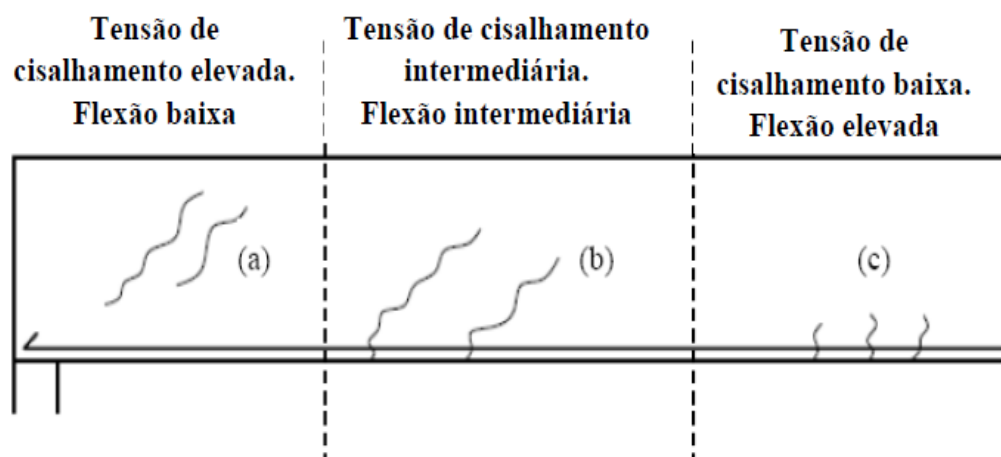 Tensão de
cisalhamento elevada.
Flexão baixa
Tensão de cisalhamento
intermediária.
Flexão intermediária
Tensão de
cisalhamento baixa.
Flexão elevada
(a)
(b)
(c)